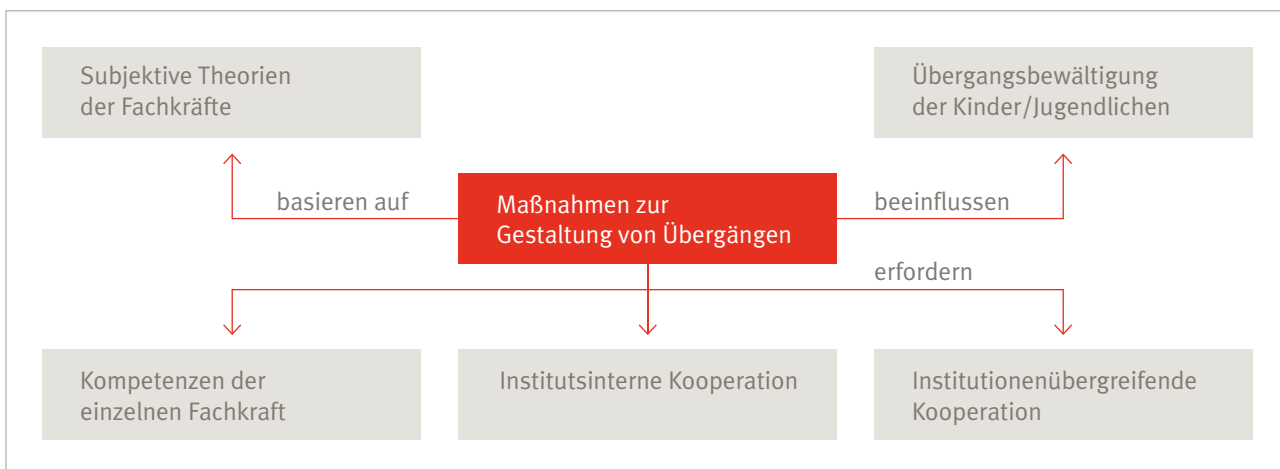 Subjektive Theorien
der Fachkräfte
Übergangsbewältigung
der Kinder/Jugendlichen
basieren auf
Maßnahmen zur
Gestaltung von Übergängen
beeinflussen
erfordern
Kompetenzen der
einzelnen Fachkraft
Institutsinterne Kooperation
Institutionenübergreifende
Kooperation